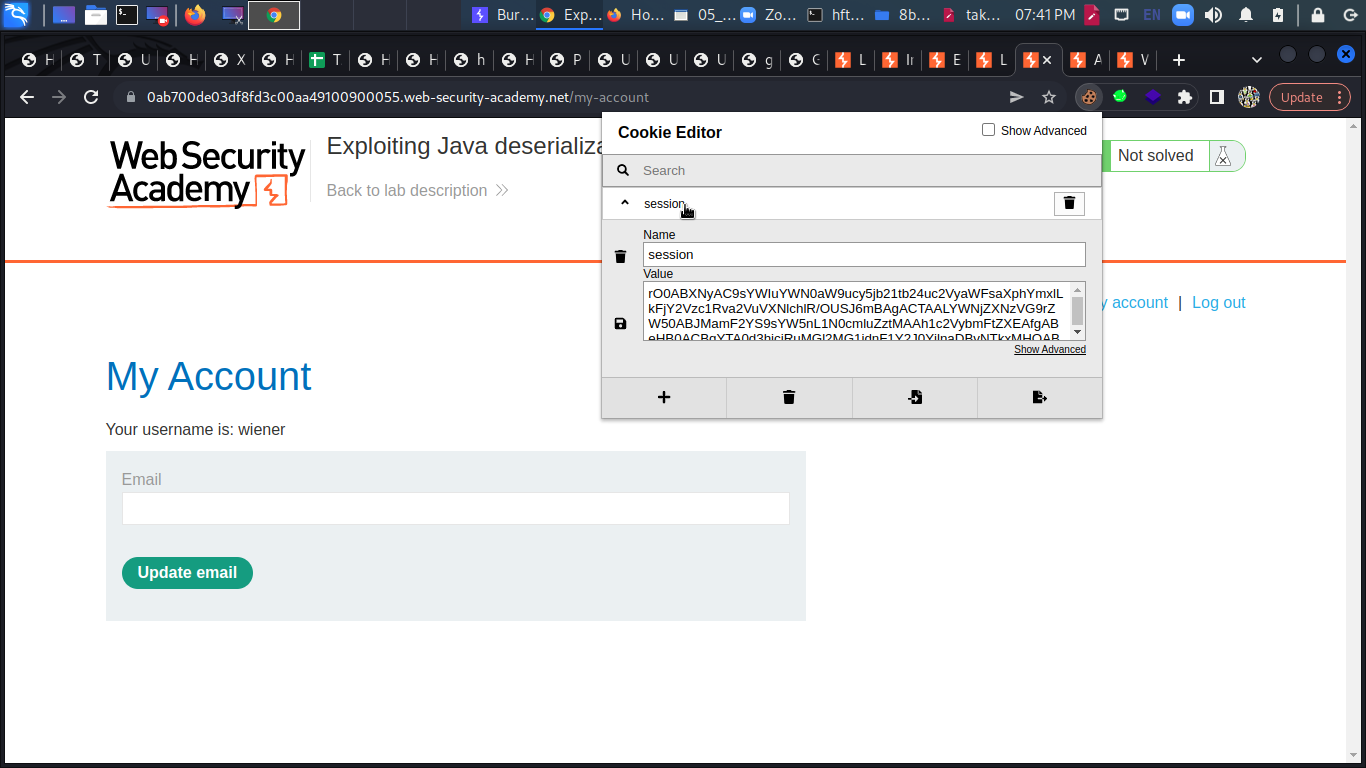 Bur... Exp... Ho... 05_... Zo... hft... 8b... tak... 07:41 PM EN
H T U H X H T H H h H P U U U g G L Ir E L A V
0ab700de03df8fd3c00aa49100900055.web-security-academy.net/my-account
Update
Web Security
Academy
Exploiting Java deserializa
Back to lab description
Not solved
Cookie Editor
Show Advanced
Search
session
Name
session
Value
Show Advanced
y account | Log out
My Account
Your username is: wiener
Email
Update email